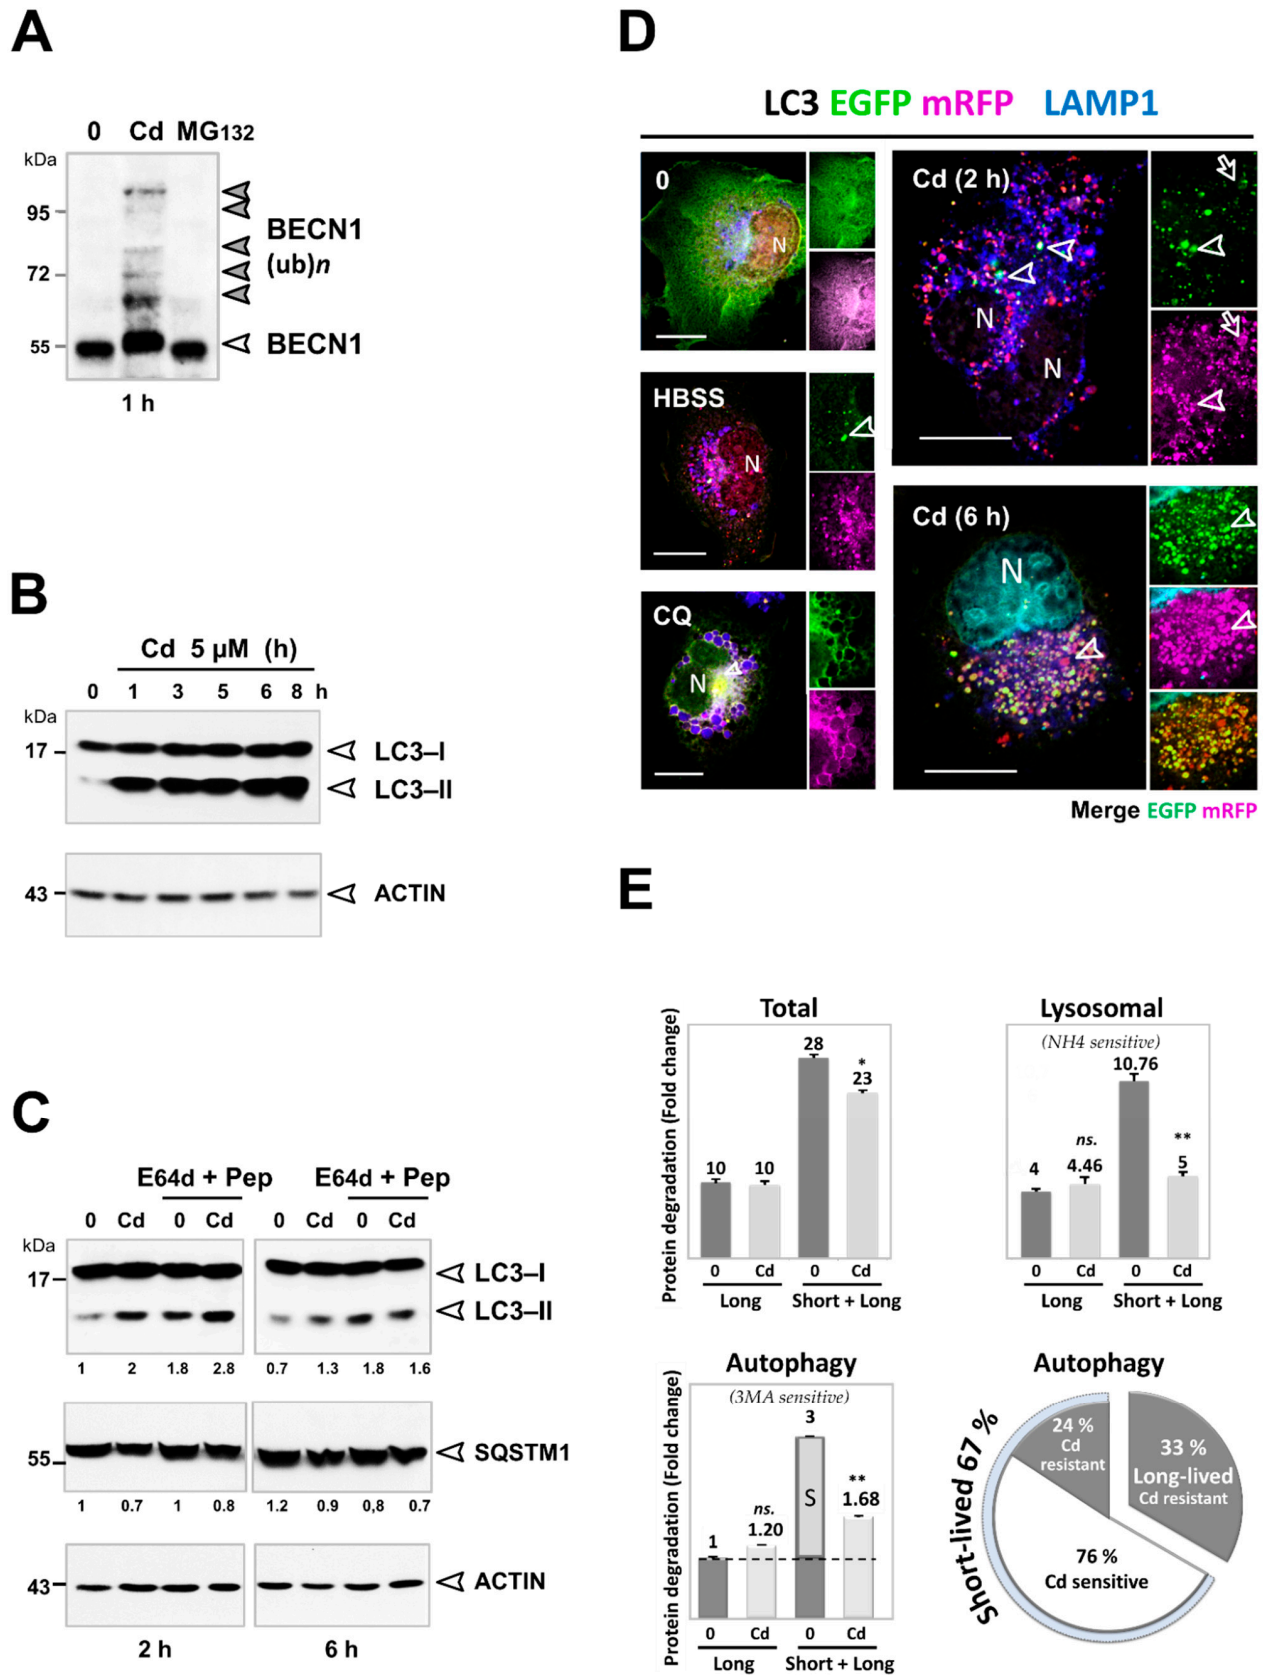 A
0 Cd MG132
kDa
95
72
55
BECN1
(ub)n
BECN1
1 h
B
Cd 5 µM (h)
0 1 3 5 6 8 h
kDa
17
LC3–I
LC3–II
43
ACTIN
C
E64d + Pep E64d + Pep
0 Cd 0 Cd 0 Cd 0 Cd
kDa
17
LC3–I
LC3–II
1 2 1.8 2.8 0.7 1.3 1.8 1.6
55
SQSTM1
1 0.7 1 0.8 1.2 0.9 0,8 0.7
43
ACTIN
2 h 6 h
D
LC3 EGFP mRFP LAMP1
0
N
HBSS
N
CQ
N
Cd (2 h)
N
N
Cd (6 h)
N
Merge EGFP mRFP
E
Total
Protein degradation (Fold change)
10 10 28 *
23
0 Cd 0 Cd
Long Short + Long
Lysosomal
(NH4 sensitive)
4 ns.
4.46 10.76 **
5
0 Cd 0 Cd
Long Short + Long
Autophagy
(3MA sensitive)
Protein degradation (Fold change)
1 ns.
1.20 3 **
1.68
S
0 Cd 0 Cd
Long Short + Long
Autophagy
Short-lived 67 %
24 %
Cd
resistant
33 %
Long-lived
Cd resistant
76 %
Cd sensitive